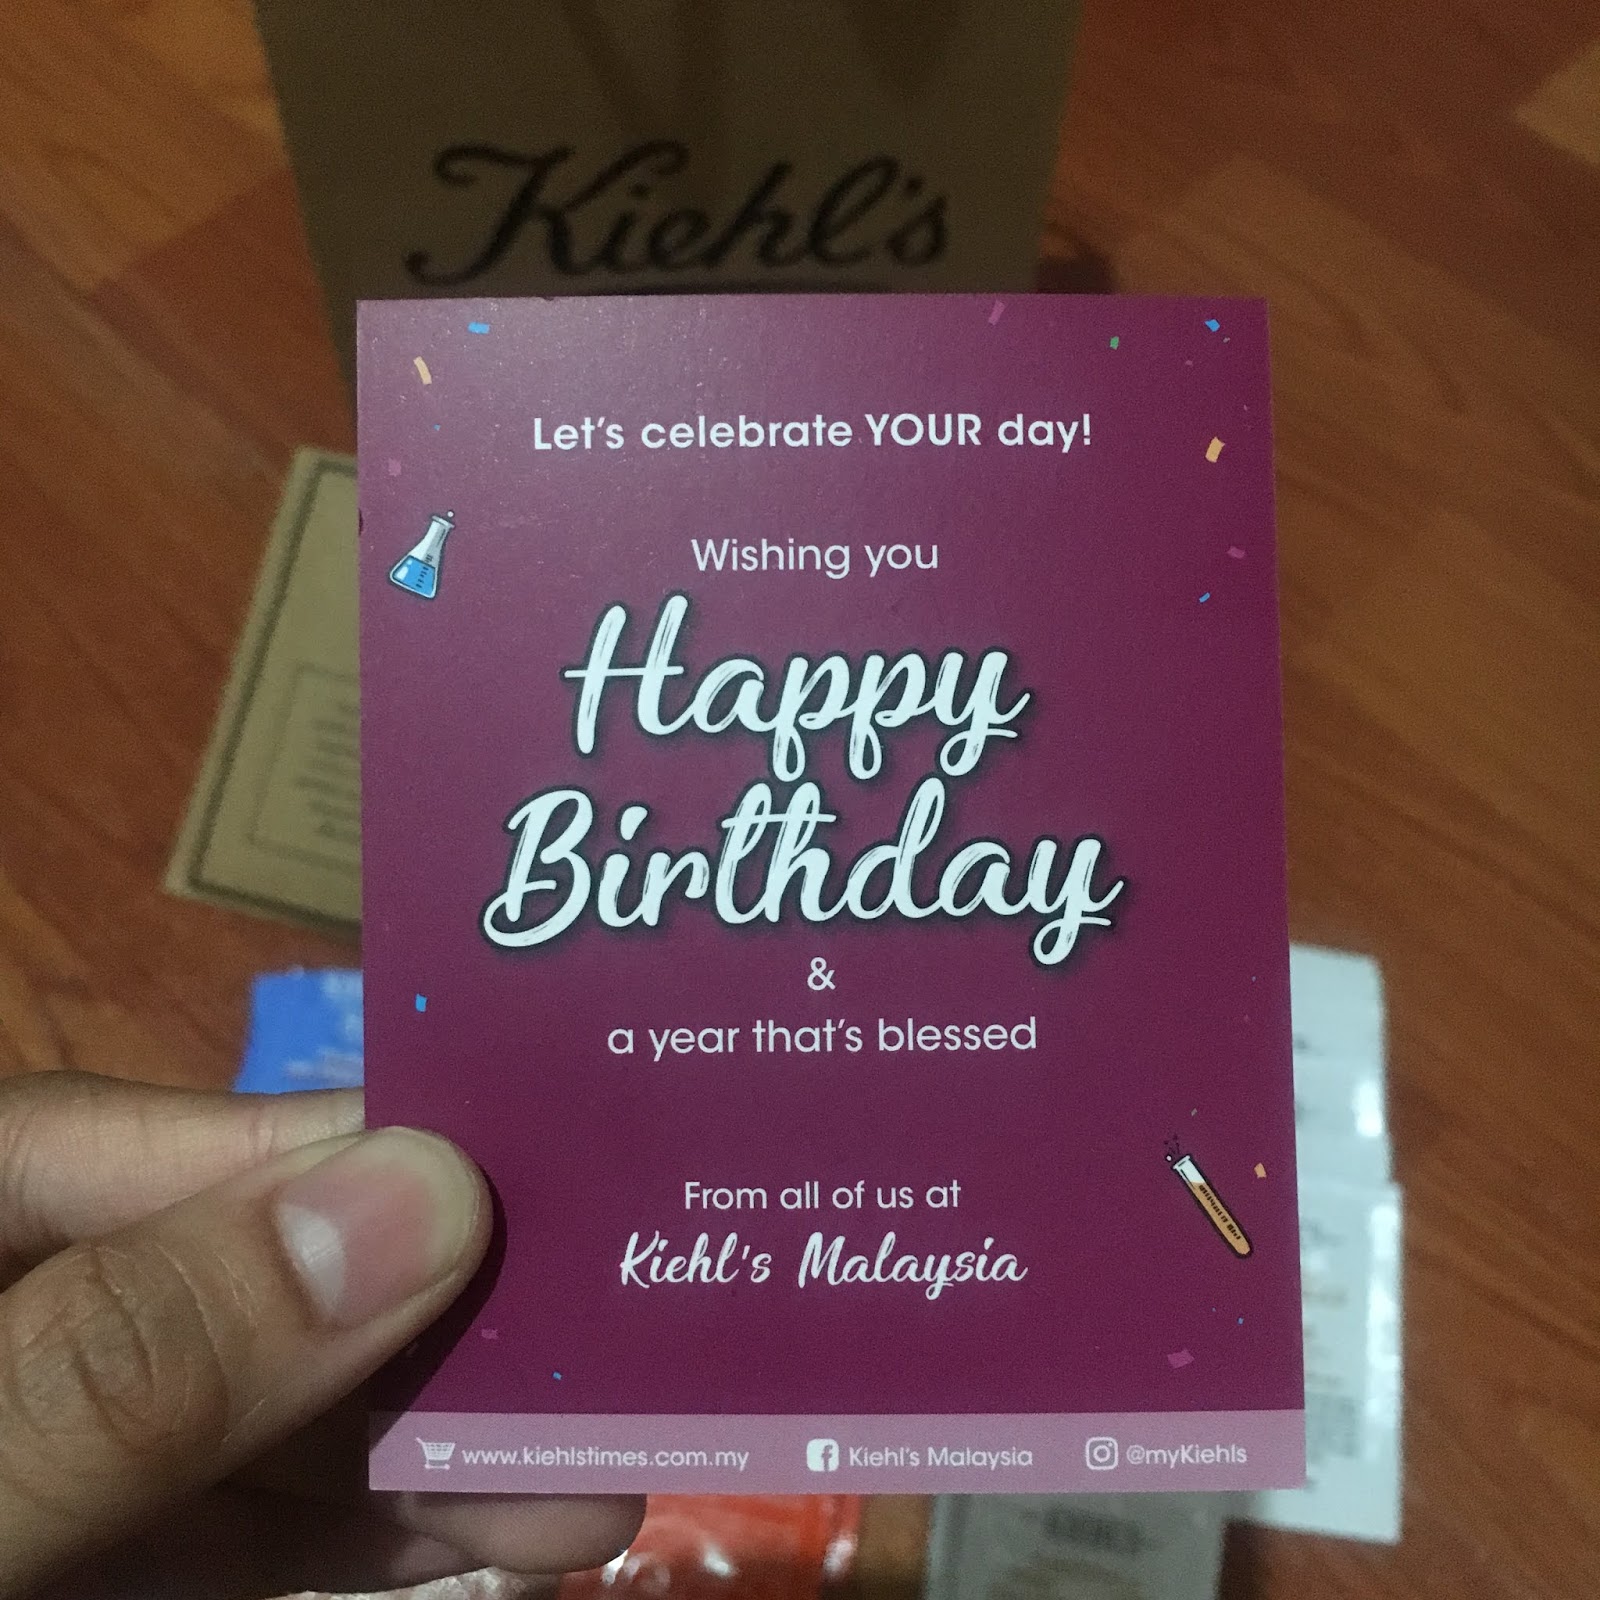 Kiehl's
Let's celebrate YOUR day!
Wishing you
Happy
Birthday
&
a year that's blessed
From all of us at
Kiehl's Malaysia
www.kiehlstimes.com.my Kiehl's Malaysia @myKiehls